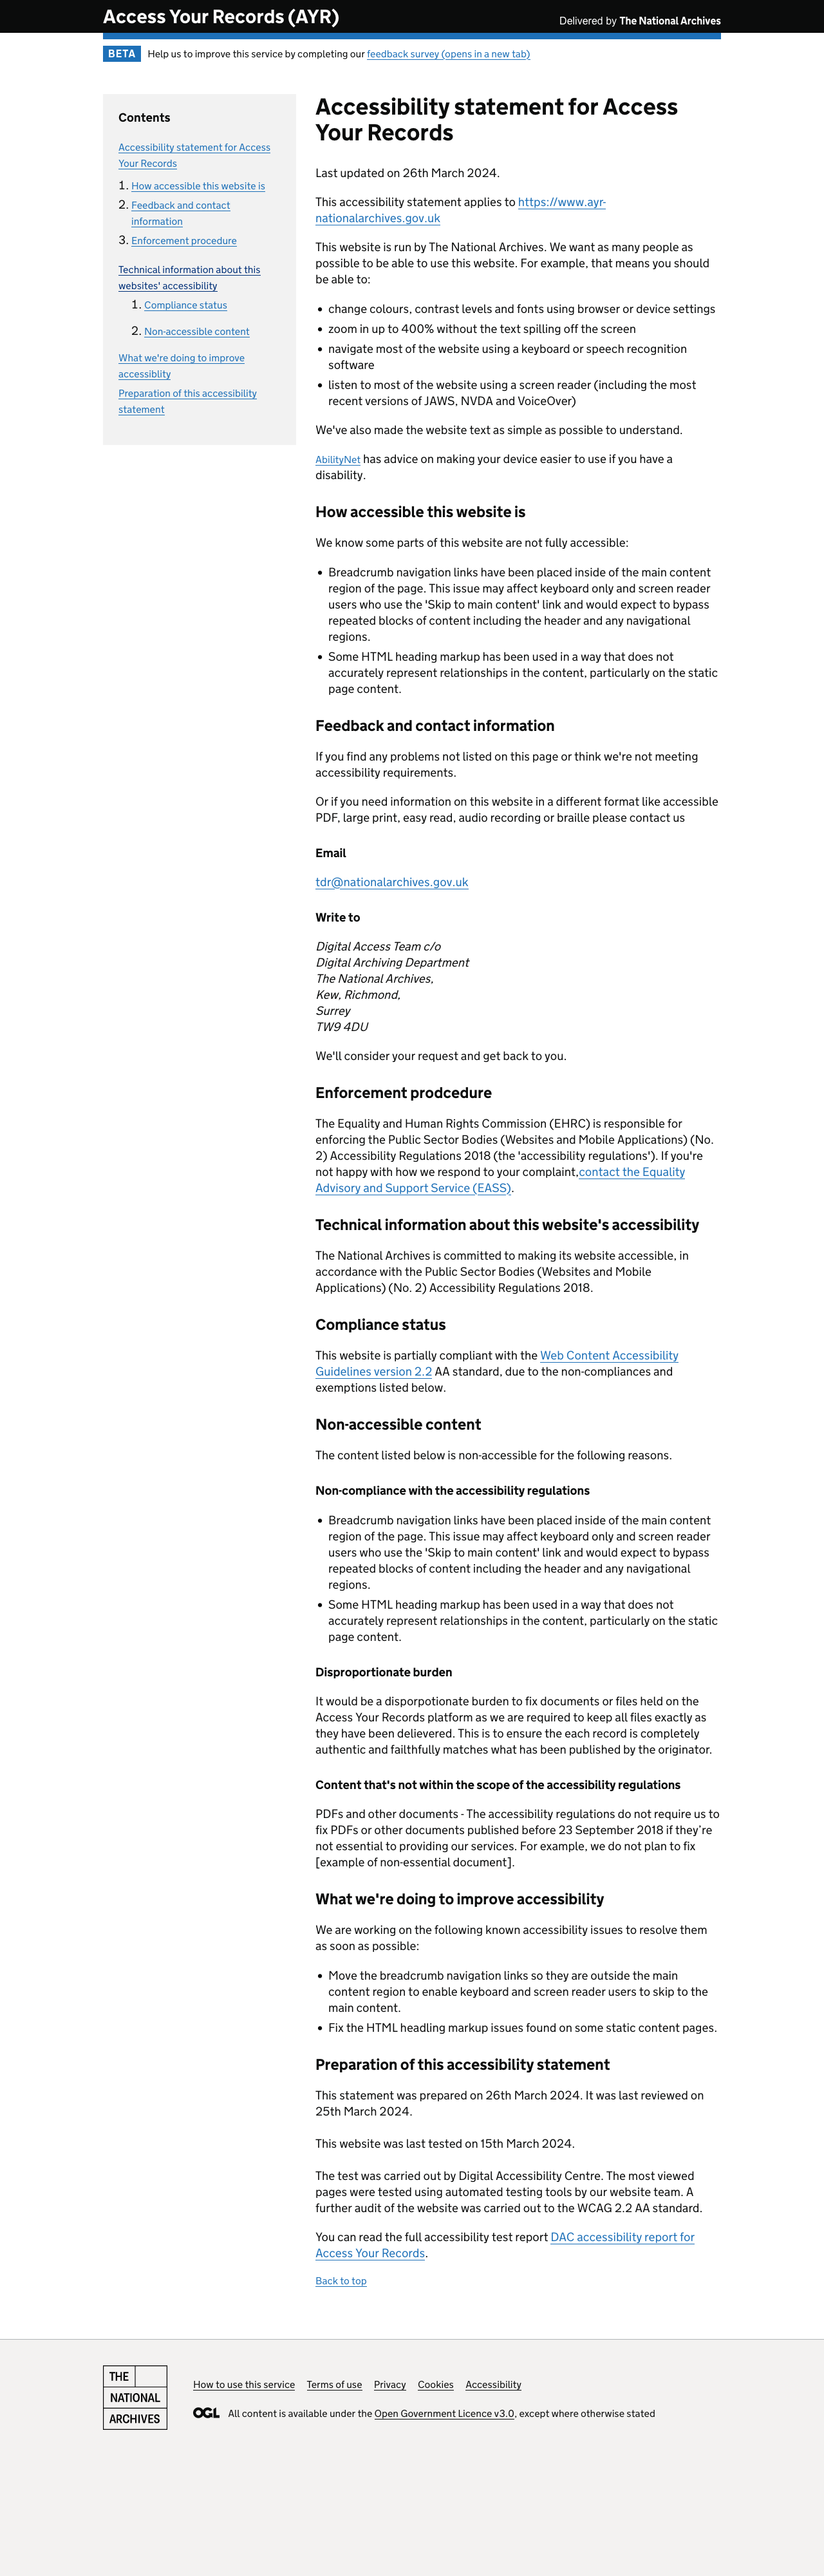 Access Your Records (AYR)
Delivered by The National Archives
BETA Help us to improve this service by completing our feedback survey (opens in a new tab)
Contents
Accessibility statement for Access
Your Records
1. How accessible this website is
2. Feedback and contact
information
3. Enforcement procedure
Technical information about this
websites' accessibility
1. Compliance status
2. Non-accessible content
What we're doing to improve
accessiblity
Preparation of this accessibility
statement
Accessibility statement for Access
Your Records
Last updated on 26th March 2024.
This accessibility statement applies to https://www.ayr-
nationalarchives.gov.uk
This website is run by The National Archives. We want as many people as
possible to be able to use this website. For example, that means you should
be able to:
• change colours, contrast levels and fonts using browser or device settings
• zoom in up to 400% without the text spilling off the screen
• navigate most of the website using a keyboard or speech recognition
software
• listen to most of the website using a screen reader (including the most
recent versions of JAWS, NVDA and VoiceOver)
We've also made the website text as simple as possible to understand.
AbilityNet has advice on making your device easier to use if you have a
disability.
How accessible this website is
We know some parts of this website are not fully accessible:
• Breadcrumb navigation links have been placed inside of the main content
region of the page. This issue may affect keyboard only and screen reader
users who use the 'Skip to main content' link and would expect to bypass
repeated blocks of content including the header and any navigational
regions.
• Some HTML heading markup has been used in a way that does not
accurately represent relationships in the content, particularly on the static
page content.
Feedback and contact information
If you find any problems not listed on this page or think we're not meeting
accessibility requirements.
Or if you need information on this website in a different format like accessible
PDF, large print, easy read, audio recording or braille please contact us
Email
tdr@nationalarchives.gov.uk
Write to
Digital Access Team c/o
Digital Archiving Department
The National Archives,
Kew, Richmond,
Surrey
TW9 4DU
We'll consider your request and get back to you.
Enforcement prodcedure
The Equality and Human Rights Commission (EHRC) is responsible for
enforcing the Public Sector Bodies (Websites and Mobile Applications) (No.
2) Accessibility Regulations 2018 (the 'accessibility regulations'). If you're
not happy with how we respond to your complaint,contact the Equality
Advisory and Support Service (EASS).
Technical information about this website's accessibility
The National Archives is committed to making its website accessible, in
accordance with the Public Sector Bodies (Websites and Mobile
Applications) (No. 2) Accessibility Regulations 2018.
Compliance status
This website is partially compliant with the Web Content Accessibility
Guidelines version 2.2 AA standard, due to the non-compliances and
exemptions listed below.
Non-accessible content
The content listed below is non-accessible for the following reasons.
Non-compliance with the accessibility regulations
• Breadcrumb navigation links have been placed inside of the main content
region of the page. This issue may affect keyboard only and screen reader
users who use the 'Skip to main content' link and would expect to bypass
repeated blocks of content including the header and any navigational
regions.
• Some HTML heading markup has been used in a way that does not
accurately represent relationships in the content, particularly on the static
page content.
Disproportionate burden
It would be a disporpotionate burden to fix documents or files held on the
Access Your Records platform as we are required to keep all files exactly as
they have been delievered. This is to ensure the each record is completely
authentic and failthfully matches what has been published by the originator.
Content that's not within the scope of the accessibility regulations
PDFs and other documents - The accessibility regulations do not require us to
fix PDFs or other documents published before 23 September 2018 if they're
not essential to providing our services. For example, we do not plan to fix
[example of non-essential document].
What we're doing to improve accessibility
We are working on the following known accessibility issues to resolve them
as soon as possible:
• Move the breadcrumb navigation links so they are outside the main
content region to enable keyboard and screen reader users to skip to the
main content.
• Fix the HTML headling markup issues found on some static content pages.
Preparation of this accessibility statement
This statement was prepared on 26th March 2024. It was last reviewed on
25th March 2024.
This website was last tested on 15th March 2024.
The test was carried out by Digital Accessibility Centre. The most viewed
pages were tested using automated testing tools by our website team. A
further audit of the website was carried out to the WCAG 2.2 AA standard.
You can read the full accessibility test report DAC accessibility report for
Access Your Records.
Back to top
THE
NATIONAL
ARCHIVES
How to use this service Terms of use Privacy Cookies Accessibility
OGL All content is available under the Open Government Licence v3.0, except where otherwise stated